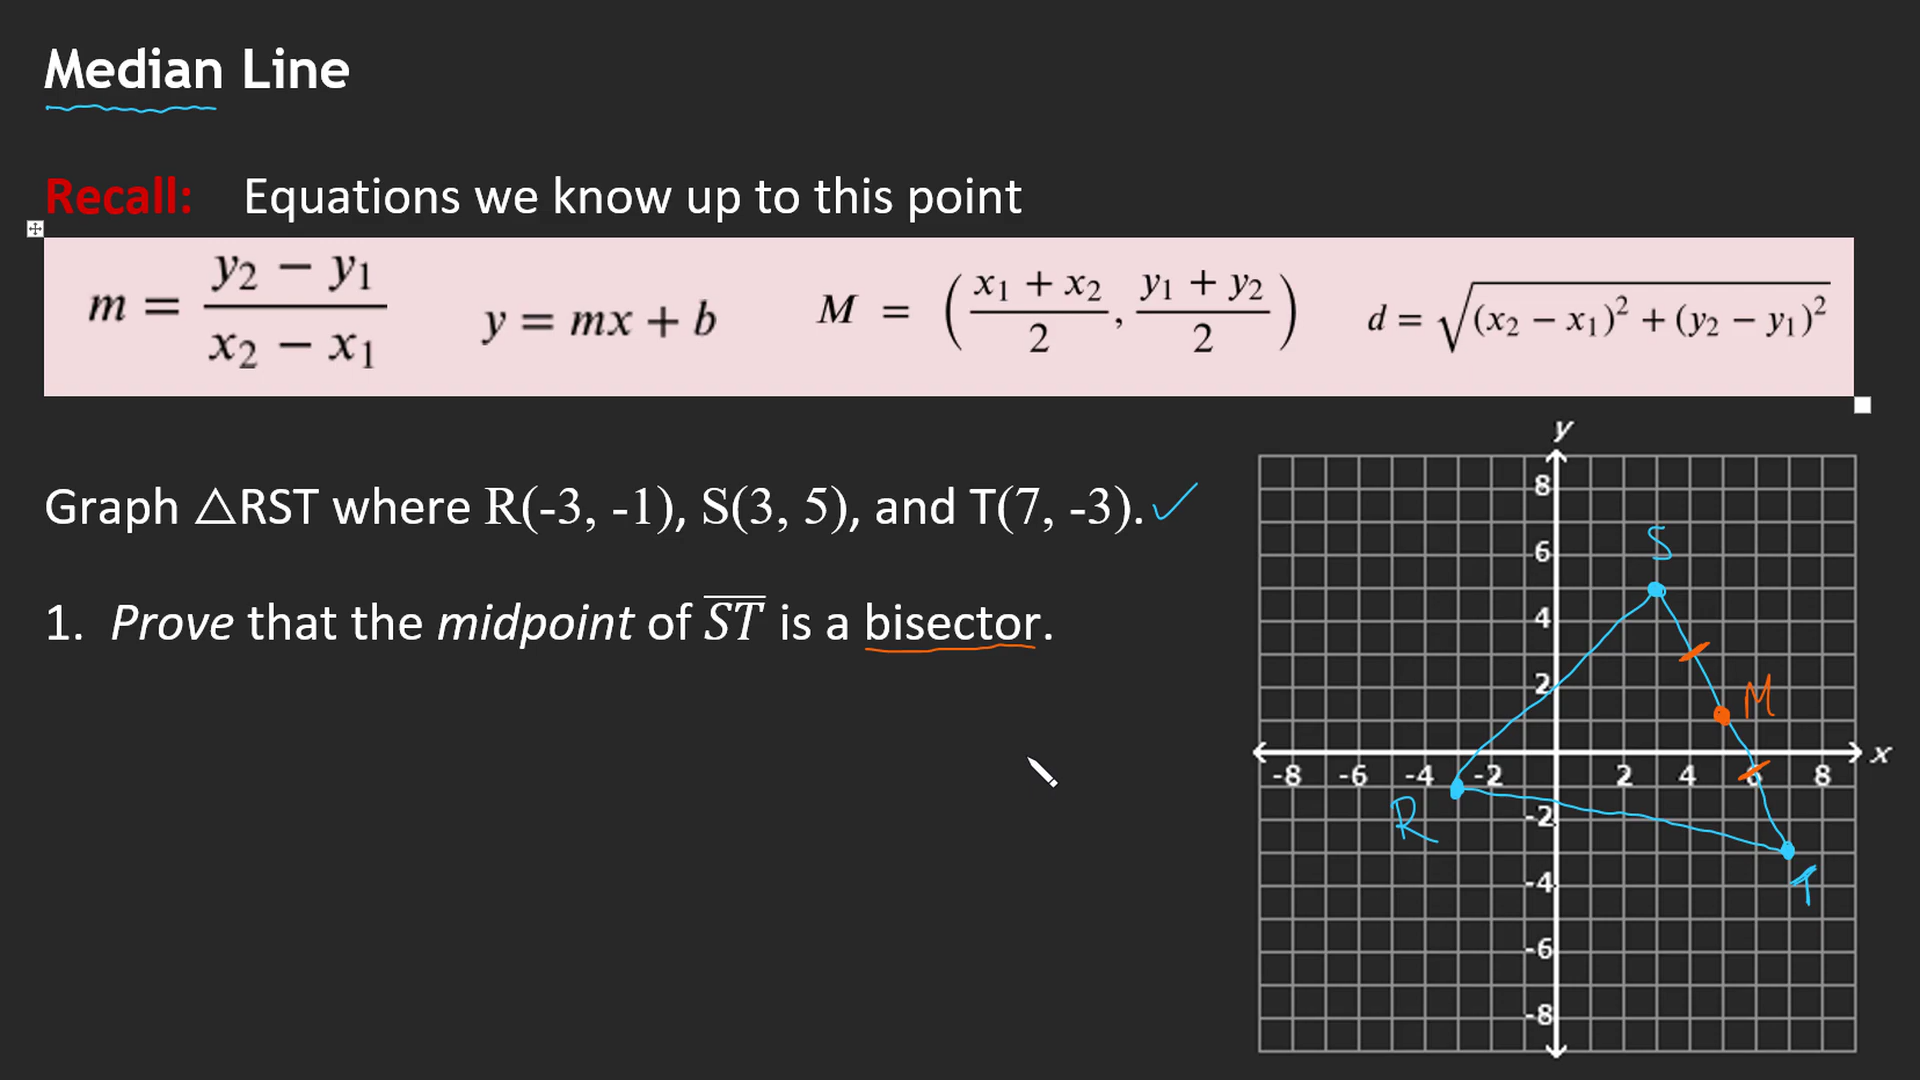 Median Line
Recall: Equations we know up to this point
m = (y₂ − y₁)/(x₂ − x₁)    y = mx + b    M = ((x₁ + x₂)/2, (y₁ + y₂)/2)    d = √((x₂ − x₁)² + (y₂ − y₁)²)
Graph △RST where R(-3, -1), S(3, 5), and T(7, -3). ✓
1. Prove that the midpoint of S̅T̅ is a bisector.
y
8
S
6
4
M
2
x
-8 -6 -4 -2 2 4 6 8
R
-2
T
-4
-6
-8